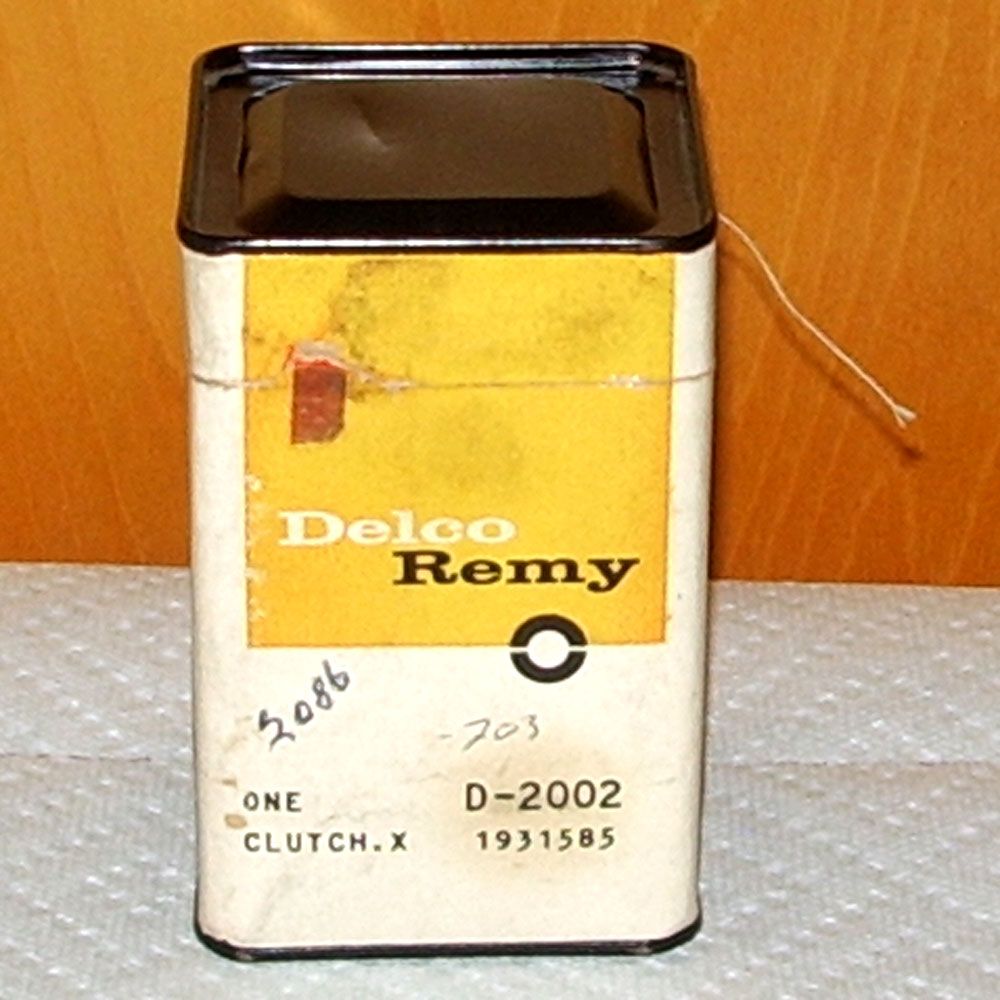 Delco
Remy
2086
-703
ONE D-2002
CLUTCH.X 1931585